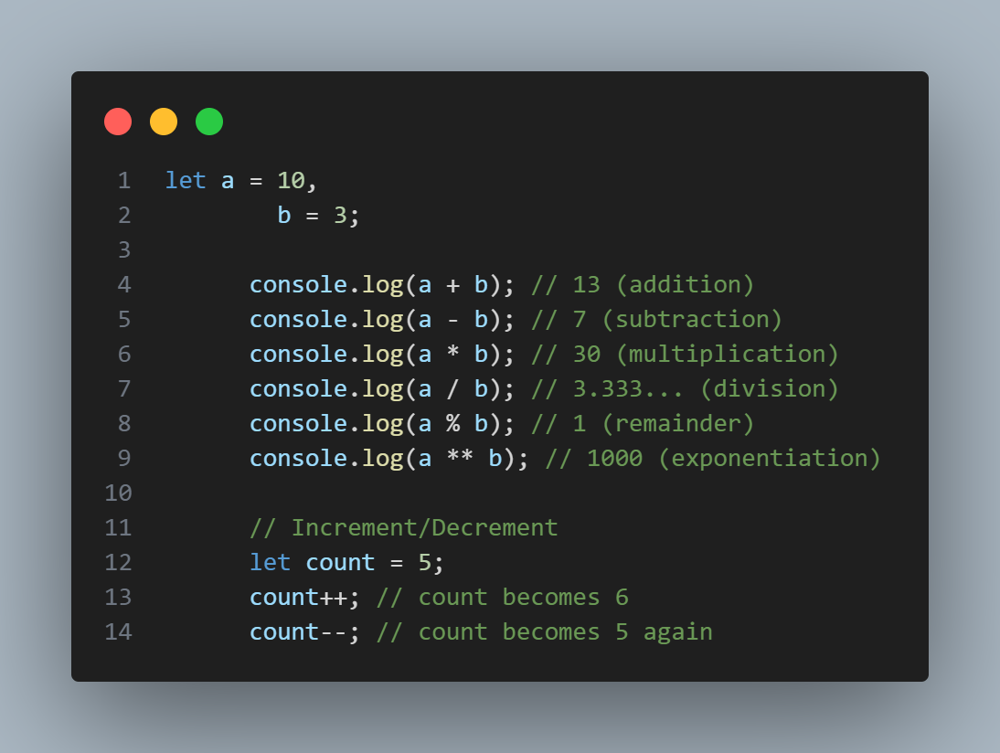 1 let a = 10,
2 b = 3;
3
4 console.log(a + b); // 13 (addition)
5 console.log(a - b); // 7 (subtraction)
6 console.log(a * b); // 30 (multiplication)
7 console.log(a / b); // 3.333... (division)
8 console.log(a % b); // 1 (remainder)
9 console.log(a ** b); // 1000 (exponentiation)
10
11 // Increment/Decrement
12 let count = 5;
13 count++; // count becomes 6
14 count--; // count becomes 5 again